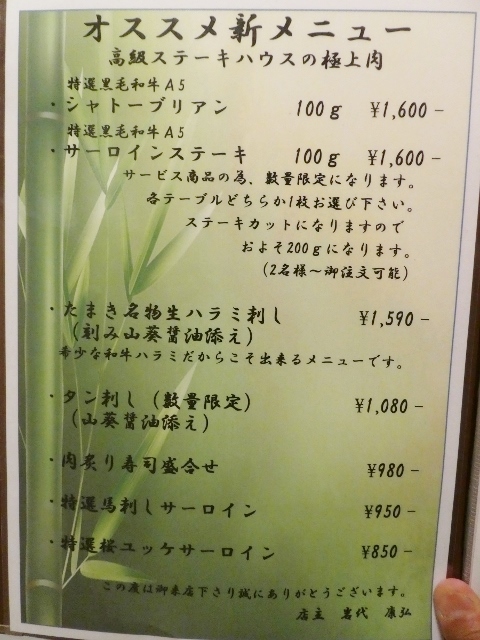 オススメ新メニュー
高級ステーキハウスの極上肉
特選黒毛和牛A5
・シャトーブリアン 100g ¥1,600-
特選黒毛和牛A5
・サーロインステーキ 100g ¥1,600-
サービス商品の為、数量限定になります。
各テーブルどちらか1枚お選び下さい。
ステーキカットになりますので
およそ200gになります。
(2名様～御注文可能)
・たまき名物生ハラミ刺し ¥1,590-
(刻み山葵醤油添え)
希少な和牛ハラミだからこそ出来るメニューです。
・タン刺し(数量限定) ¥1,080-
(山葵醤油添え)
・肉炙り寿司盛合せ ¥980-
・特選馬刺しサーロイン ¥950-
・特選桜ユッケサーロイン ¥850-
この度は御来店下さり誠にありがとうございます。
店主 岩代 康弘